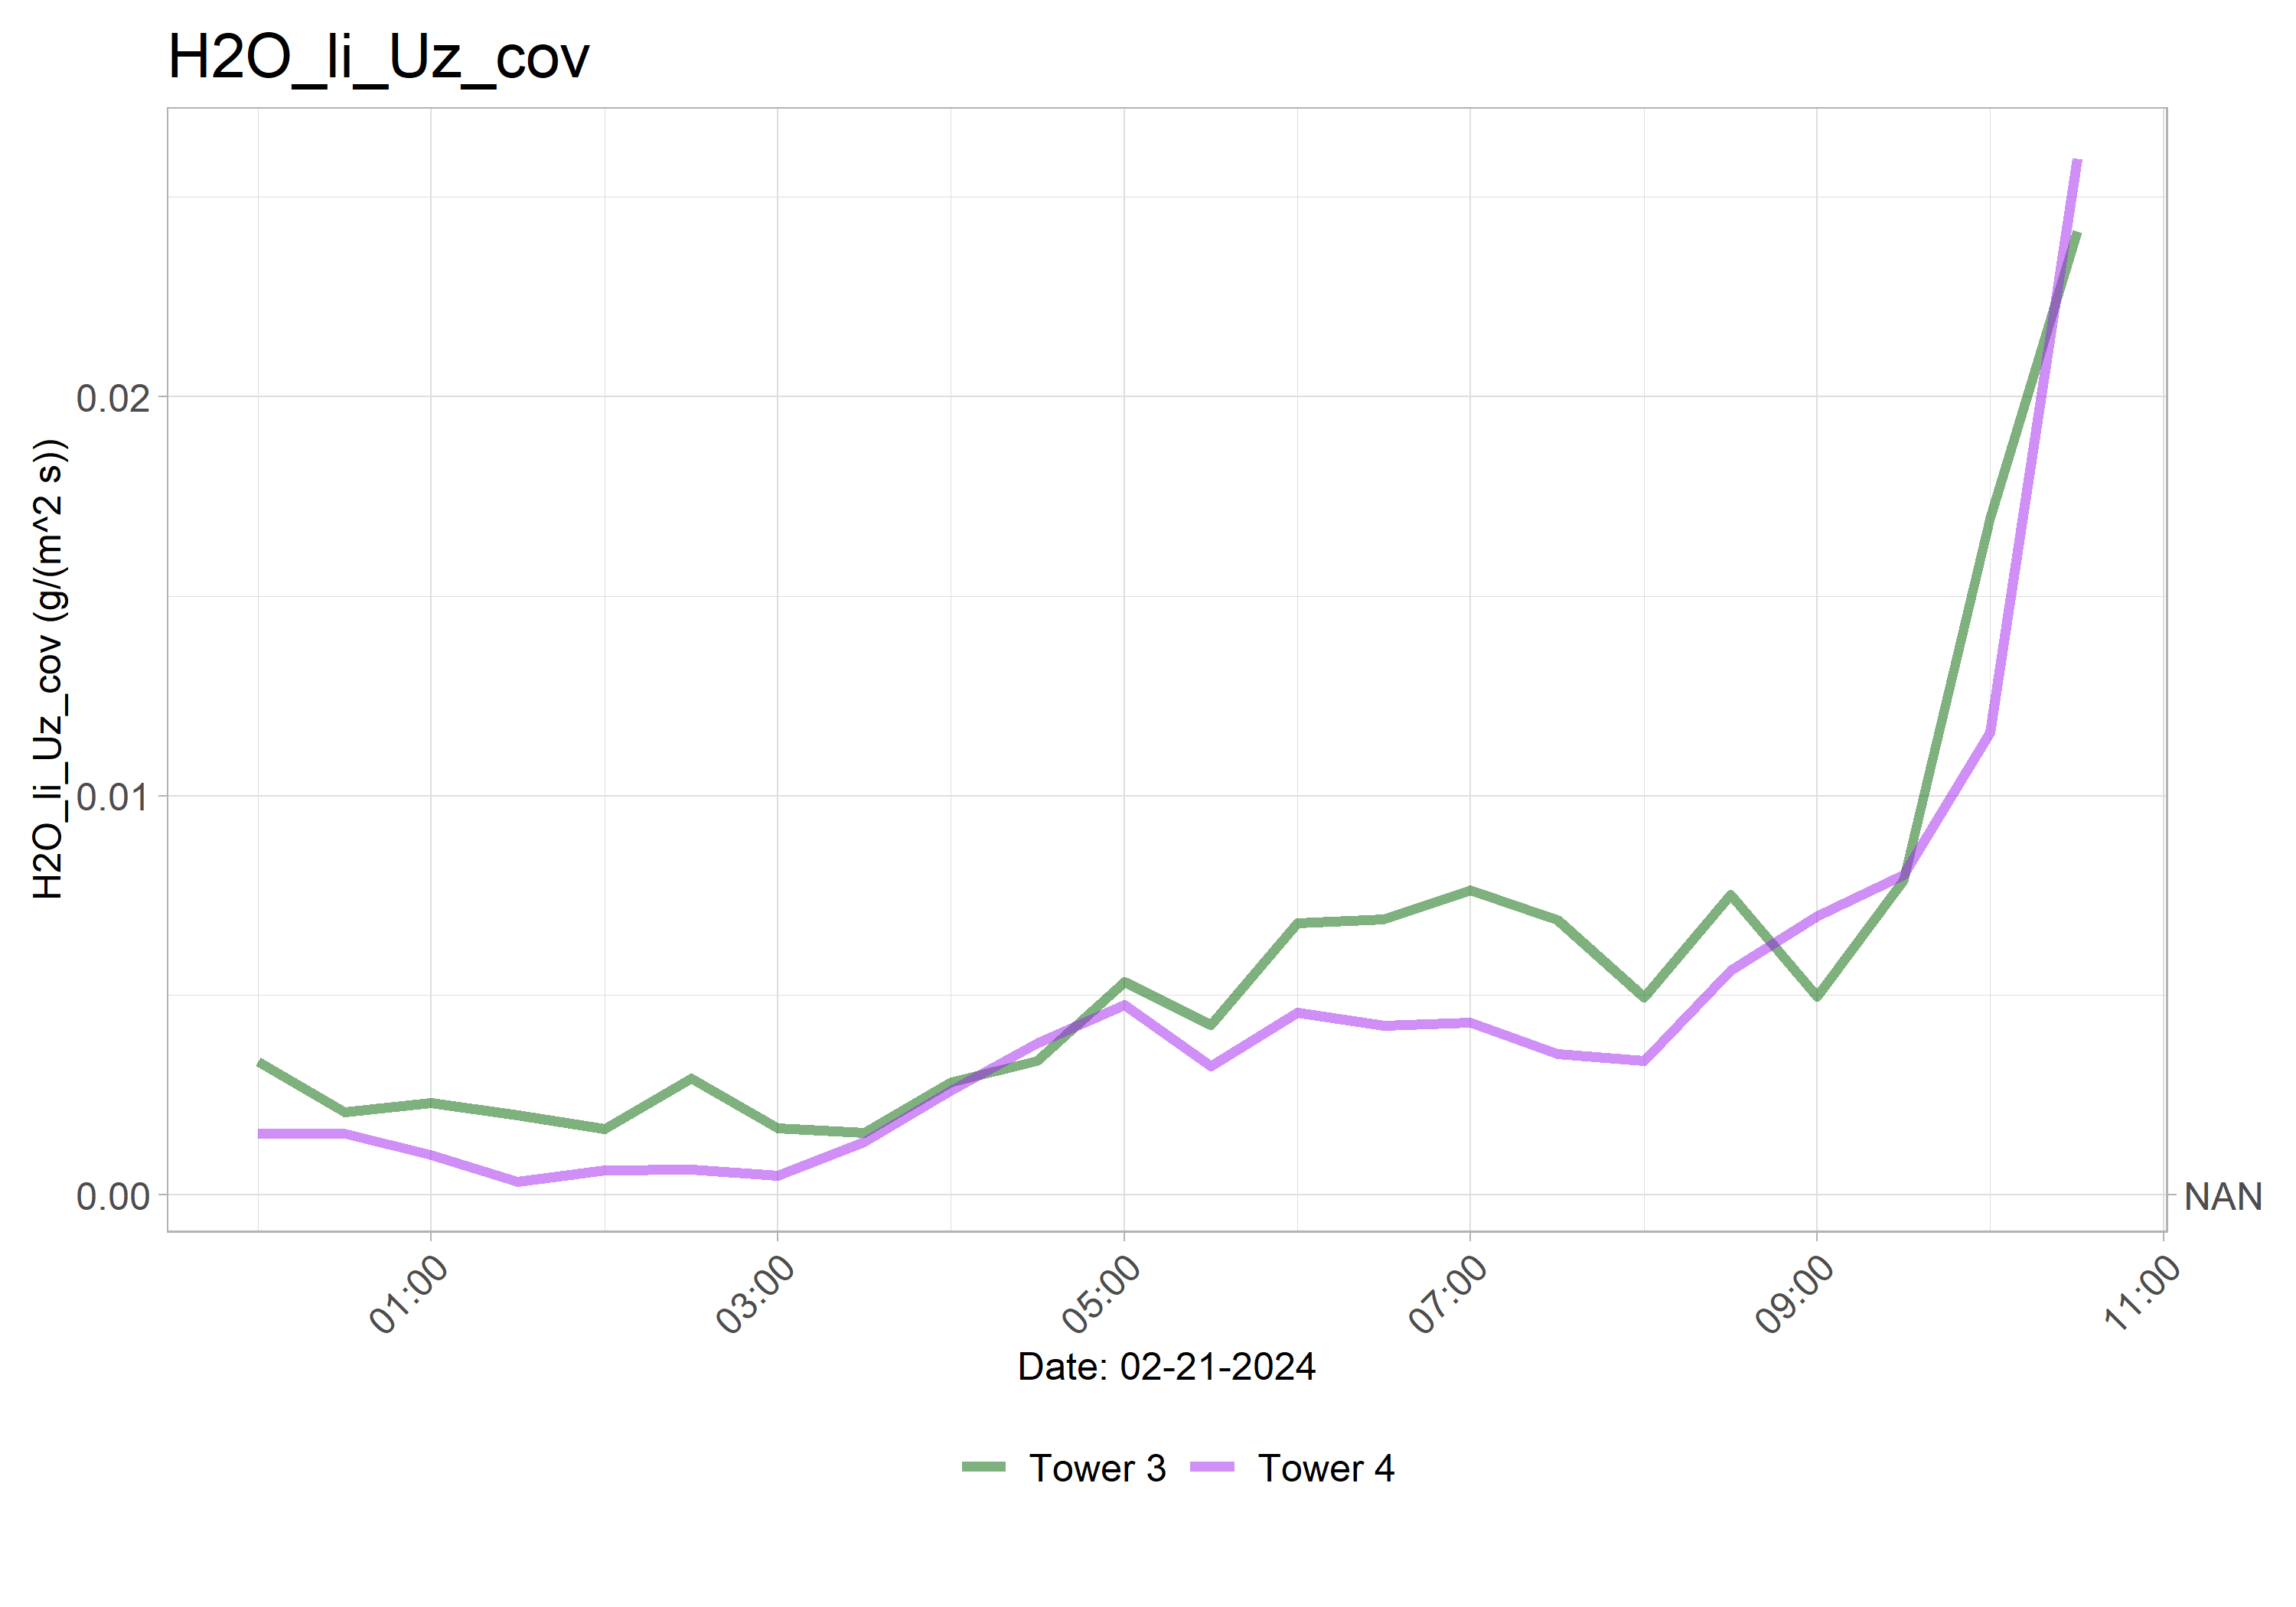 H2O_li_Uz_cov
H2O_li_Uz_cov (g/(m^2 s))
0.02
0.01
0.00
NAN
01:00
03:00
05:00
07:00
09:00
11:00
Date: 02-21-2024
Tower 3
Tower 4